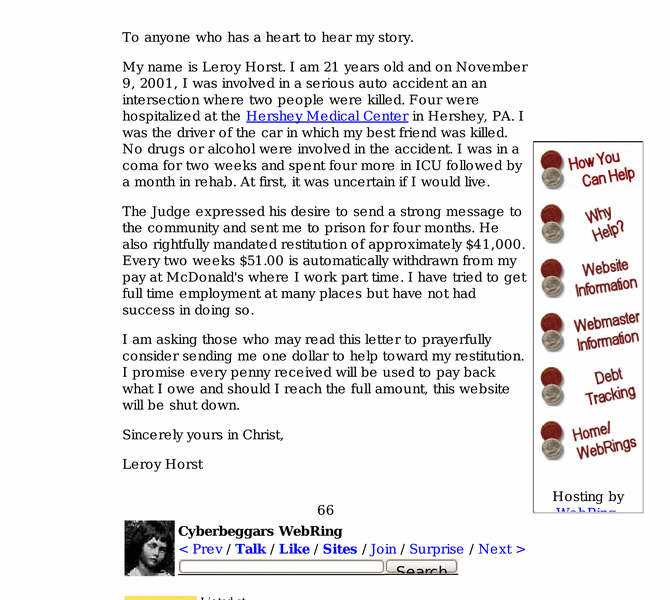 To anyone who has a heart to hear my story.
My name is Leroy Horst. I am 21 years old and on November
9, 2001, I was involved in a serious auto accident an an
intersection where two people were killed. Four were
hospitalized at the Hershey Medical Center in Hershey, PA. I
was the driver of the car in which my best friend was killed.
No drugs or alcohol were involved in the accident. I was in a
coma for two weeks and spent four more in ICU followed by
a month in rehab. At first, it was uncertain if I would live.
The Judge expressed his desire to send a strong message to
the community and sent me to prison for four months. He
also rightfully mandated restitution of approximately $41,000.
Every two weeks $51.00 is automatically withdrawn from my
pay at McDonald's where I work part time. I have tried to get
full time employment at many places but have not had
success in doing so.
I am asking those who may read this letter to prayerfully
consider sending me one dollar to help toward my restitution.
I promise every penny received will be used to pay back
what I owe and should I reach the full amount, this website
will be shut down.
Sincerely yours in Christ,
Leroy Horst
66
Cyberbeggars WebRing
< Prev / Talk / Like / Sites / Join / Surprise / Next >
Search
Listed at
How You
Can Help
Why
Help?
Website
Information
Webmaster
Information
Debt
Tracking
Home/
WebRings
Hosting by
WebRing